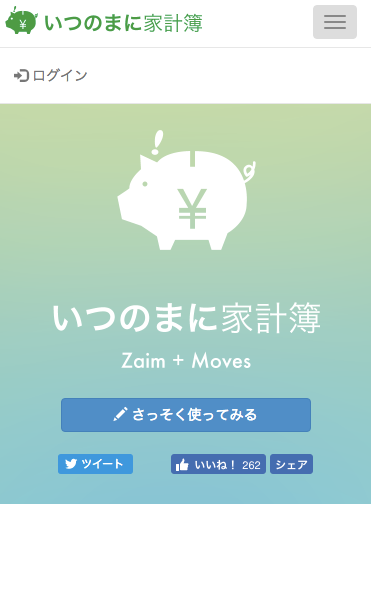 ¥ いつのまに家計簿
ログイン
¥
いつのまに家計簿
Zaim + Moves
さっそく使ってみる
ツイート いいね！ 262 シェア